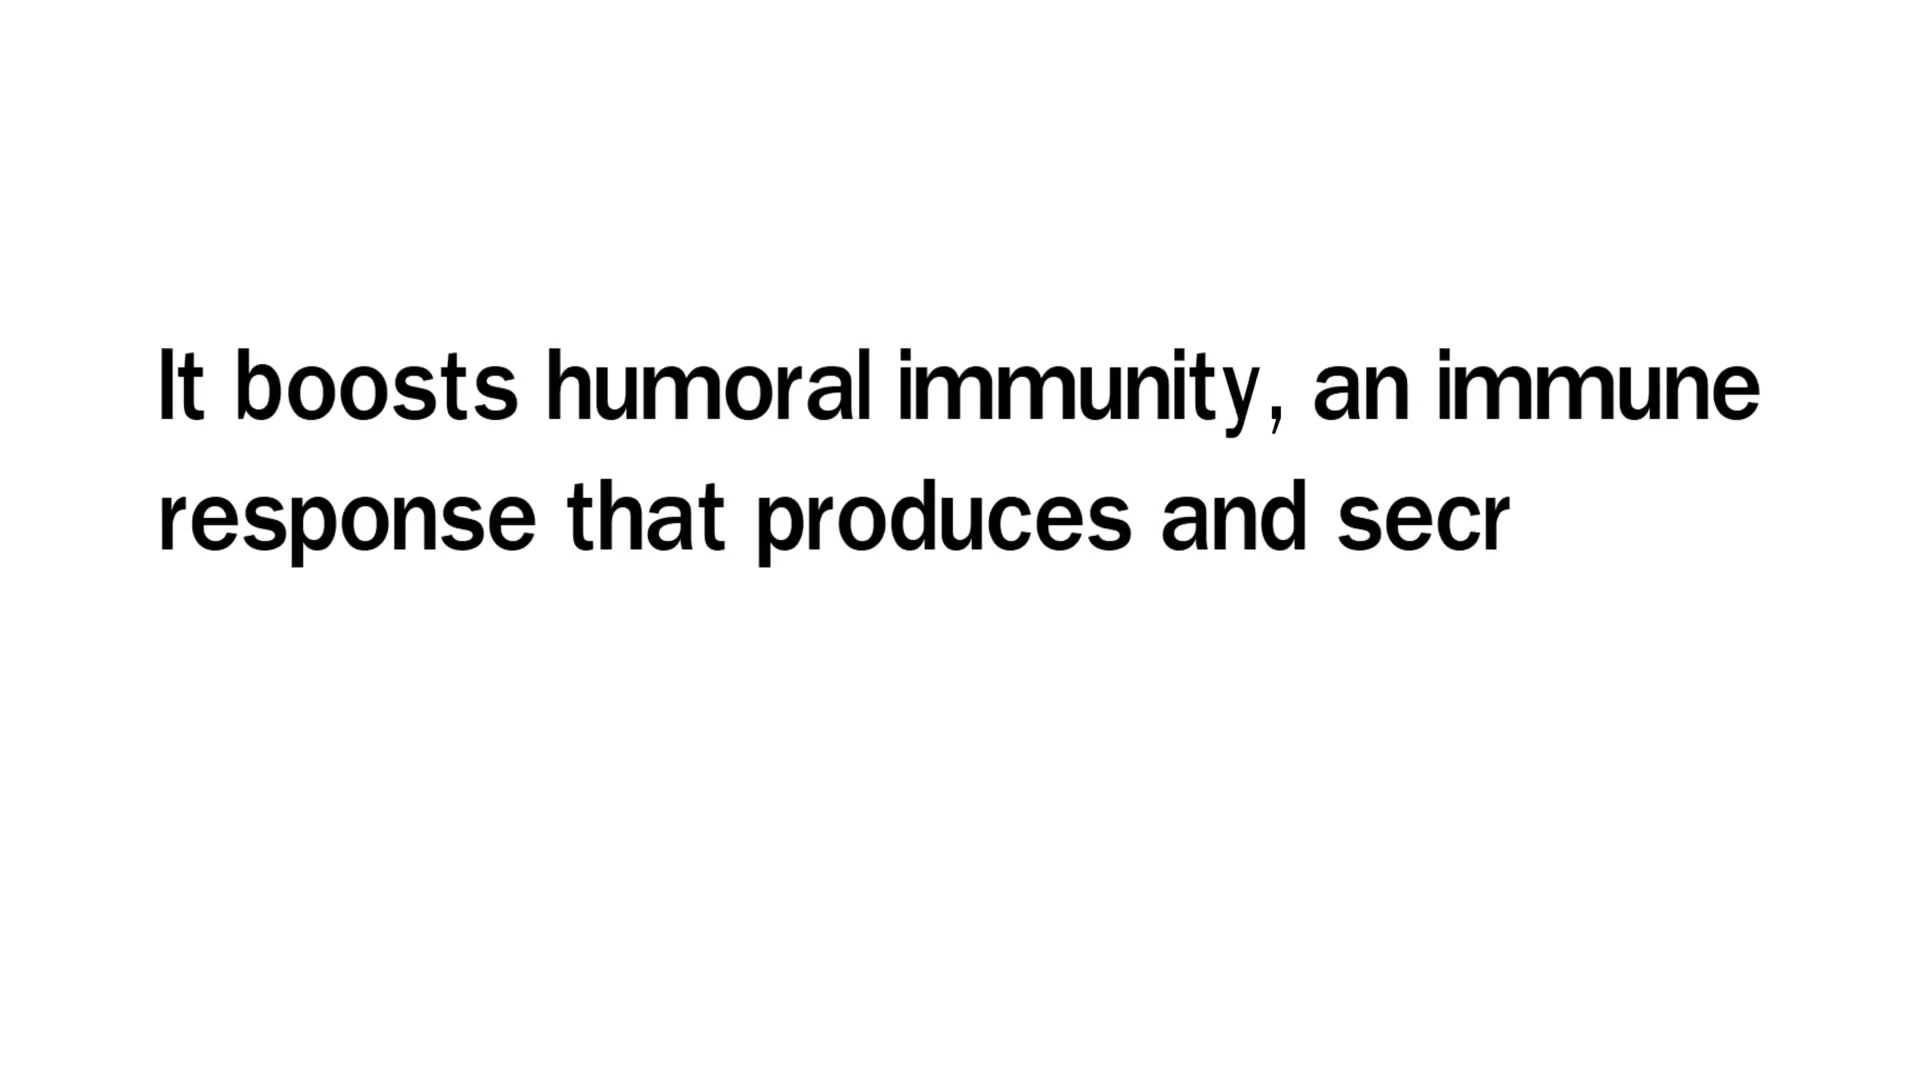 It boosts humoral immunity, an immune
response that produces and secr